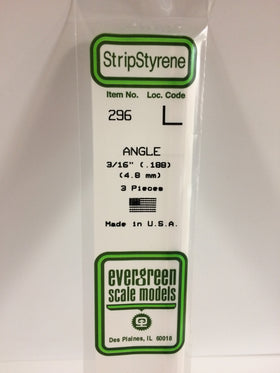 StripStyrene
Item No. Loc. Code
296 L
ANGLE
3/16" (.188)
(4.8 mm)
3 Pieces
Made in U.S.A.
evergreen
scale models
Des Plaines, IL 60018